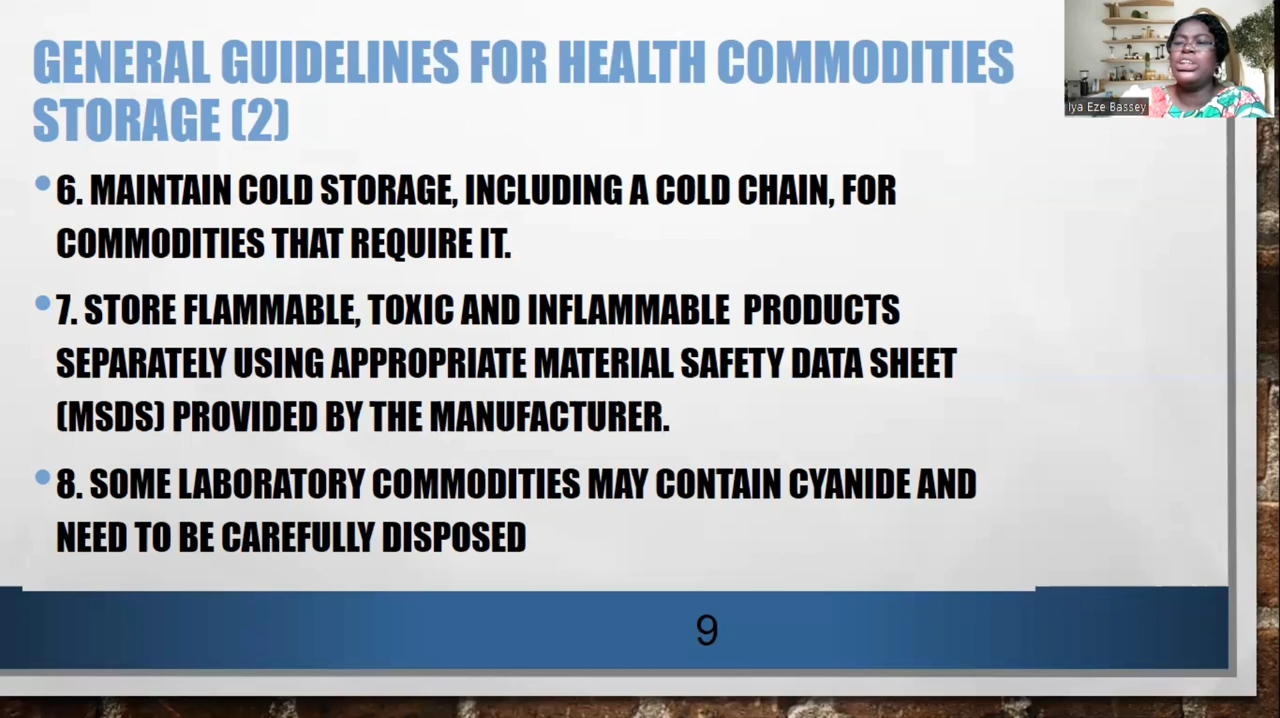 GENERAL GUIDELINES FOR HEALTH COMMODITIES
STORAGE (2)
Iya Eze Bassey
• 6. MAINTAIN COLD STORAGE, INCLUDING A COLD CHAIN, FOR
COMMODITIES THAT REQUIRE IT.
• 7. STORE FLAMMABLE, TOXIC AND INFLAMMABLE PRODUCTS
SEPARATELY USING APPROPRIATE MATERIAL SAFETY DATA SHEET
(MSDS) PROVIDED BY THE MANUFACTURER.
• 8. SOME LABORATORY COMMODITIES MAY CONTAIN CYANIDE AND
NEED TO BE CAREFULLY DISPOSED
9